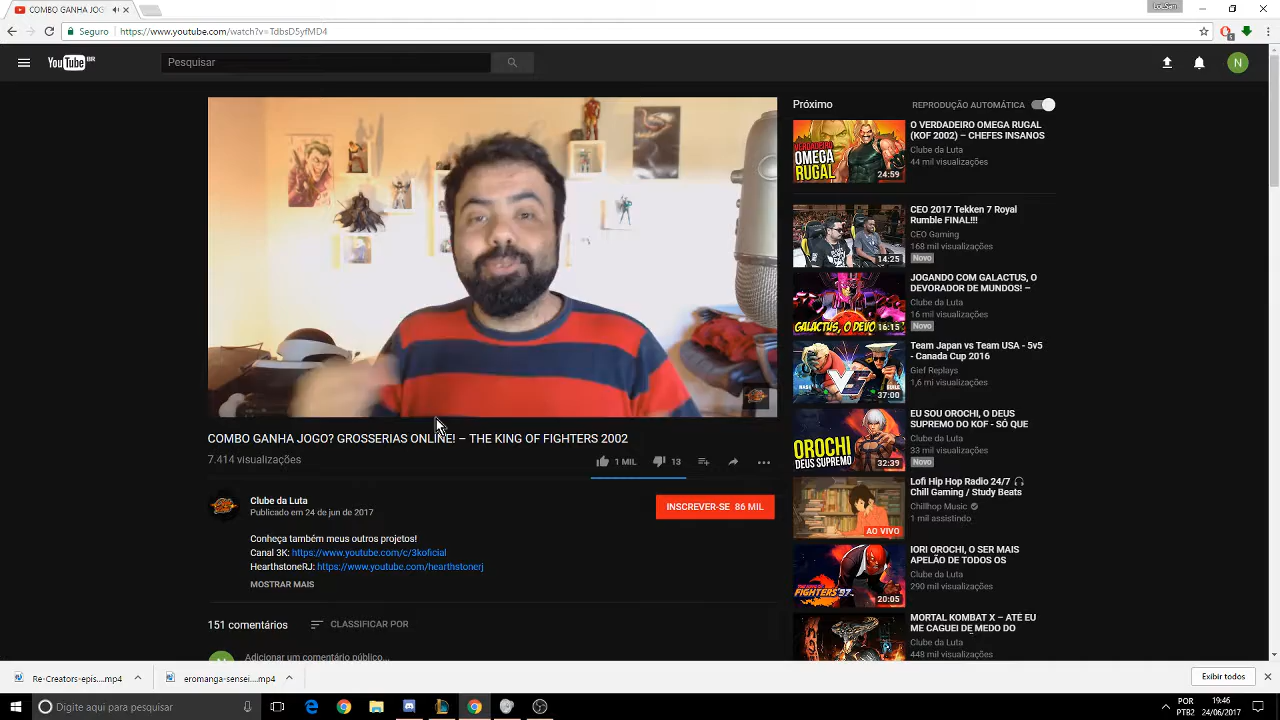 COMBO GANHA JOG
LoLSam
Seguro
https://www.youtube.com/watch?v=TdbsD5yfMD4
YouTube BR
Pesquisar
N
Próximo
REPRODUÇÃO AUTOMÁTICA
VERDADEIRO
OMEGA
RUGAL
24:59
O VERDADEIRO OMEGA RUGAL
(KOF 2002) – CHEFES INSANOS
Clube da Luta
44 mil visualizações
14:25
CEO 2017 Tekken 7 Royal
Rumble FINAL!!!
CEO Gaming
168 mil visualizações
Novo
GALACTUS, O DEVO
16:15
JOGANDO COM GALACTUS, O
DEVORADOR DE MUNDOS! –
Clube da Luta
16 mil visualizações
Novo
37:00
Team Japan vs Team USA - 5v5
- Canada Cup 2016
Gief Replays
1,6 mi visualizações
OROCHI
DEUS SUPREMO
32:39
EU SOU OROCHI, O DEUS
SUPREMO DO KOF - SÓ QUE
Clube da Luta
33 mil visualizações
Novo
AO VIVO
Lofi Hip Hop Radio 24/7 🎧
Chill Gaming / Study Beats
Chillhop Music
1 mil assistindo
FIGHTERS'97
20:05
IORI OROCHI, O SER MAIS
APELÃO DE TODOS OS
Clube da Luta
290 mil visualizações
MORTAL KOMBAT X – ATÉ EU
ME CAGUEI DE MEDO DO
Clube da Luta
448 mil visualizações
COMBO GANHA JOGO? GROSSERIAS ONLINE! – THE KING OF FIGHTERS 2002
7.414 visualizações
1 MIL
13
Clube da Luta
Publicado em 24 de jun de 2017
INSCREVER-SE 86 MIL
Conheça também meus outros projetos!
Canal 3K: https://www.youtube.com/c/3koficial
HearthstoneRJ: https://www.youtube.com/hearthstonerj
MOSTRAR MAIS
151 comentários
CLASSIFICAR POR
Adicionar um comentário público...
Re-Creators-epis....mp4
eromanga-sensei....mp4
Exibir todos
Digite aqui para pesquisar
POR
PTB2
19:46
24/06/2017